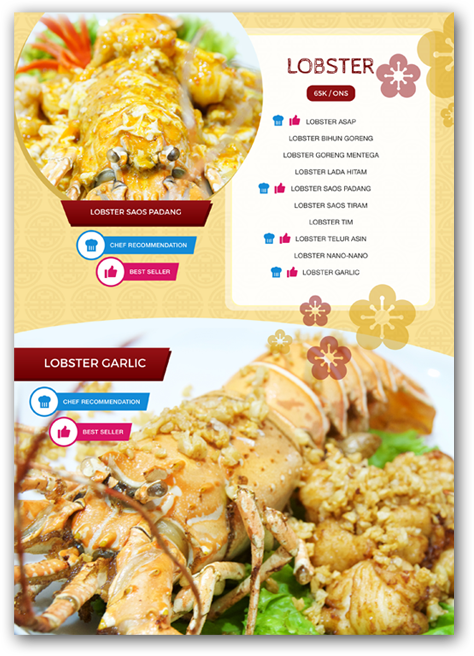 LOBSTER
65K / ONS
LOBSTER ASAP
LOBSTER BIHUN GORENG
LOBSTER GORENG MENTEGA
LOBSTER LADA HITAM
LOBSTER SAOS PADANG
LOBSTER SAOS TIRAM
LOBSTER TIM
LOBSTER TELUR ASIN
LOBSTER NANO-NANO
LOBSTER GARLIC
LOBSTER SAOS PADANG
CHEF RECOMMENDATION
BEST SELLER
LOBSTER GARLIC
CHEF RECOMMENDATION
BEST SELLER